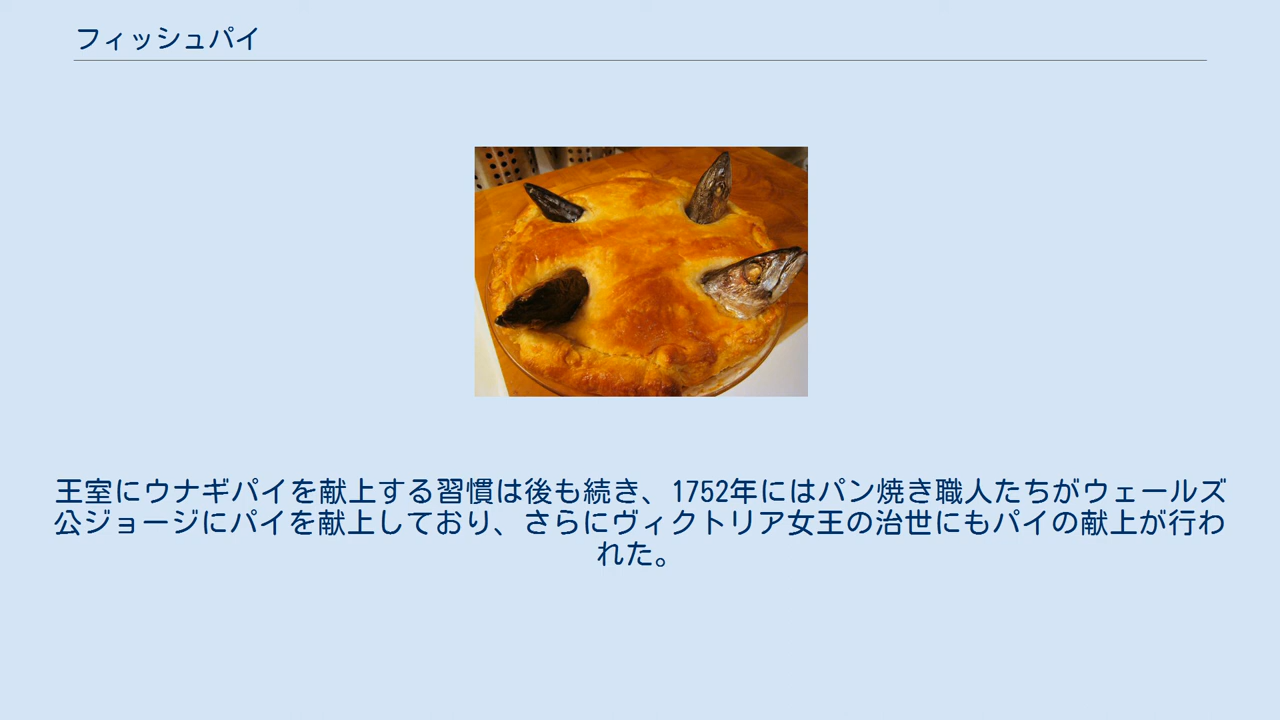 フィッシュパイ
王室にウナギパイを献上する習慣は後も続き、1752年にはパン焼き職人たちがウェールズ
公ジョージにパイを献上しており、さらにヴィクトリア女王の治世にもパイの献上が行わ
れた。